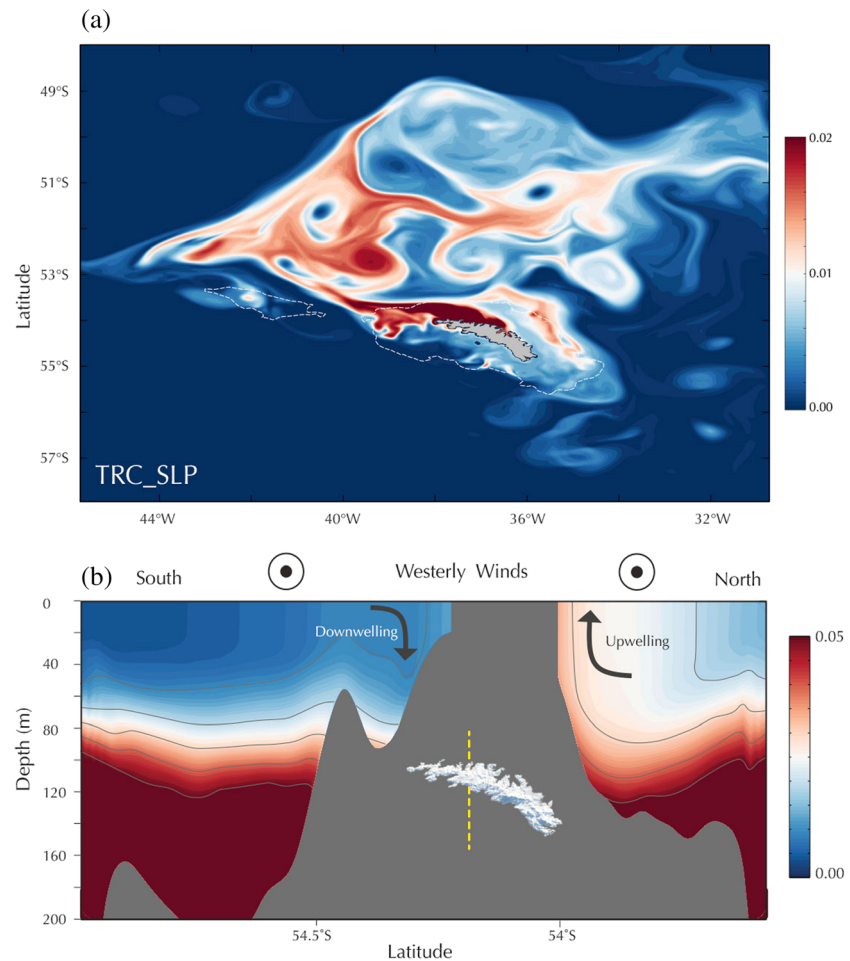 (a)
49°S
51°S
53°S
55°S
57°S
Latitude
TRC_SLP
44°W
40°W
36°W
32°W
0.02
0.01
0.00
(b)
South
Westerly Winds
North
Downwelling
Upwelling
0
40
80
120
160
200
Depth (m)
54.5°S
54°S
Latitude
0.05
0.00